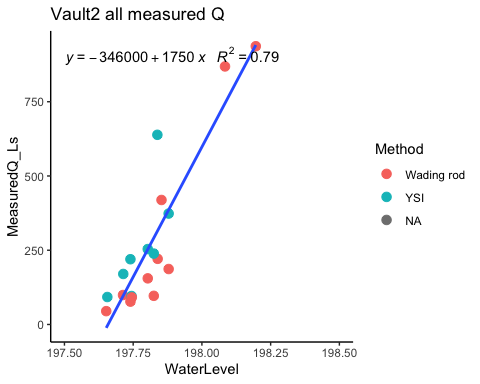 Vault2 all measured Q
y = − 346000 + 1750 x   R² = 0.79
MeasuredQ_Ls
750
500
250
0
197.50 197.75 198.00 198.25 198.50
WaterLevel
Method
Wading rod
YSI
NA